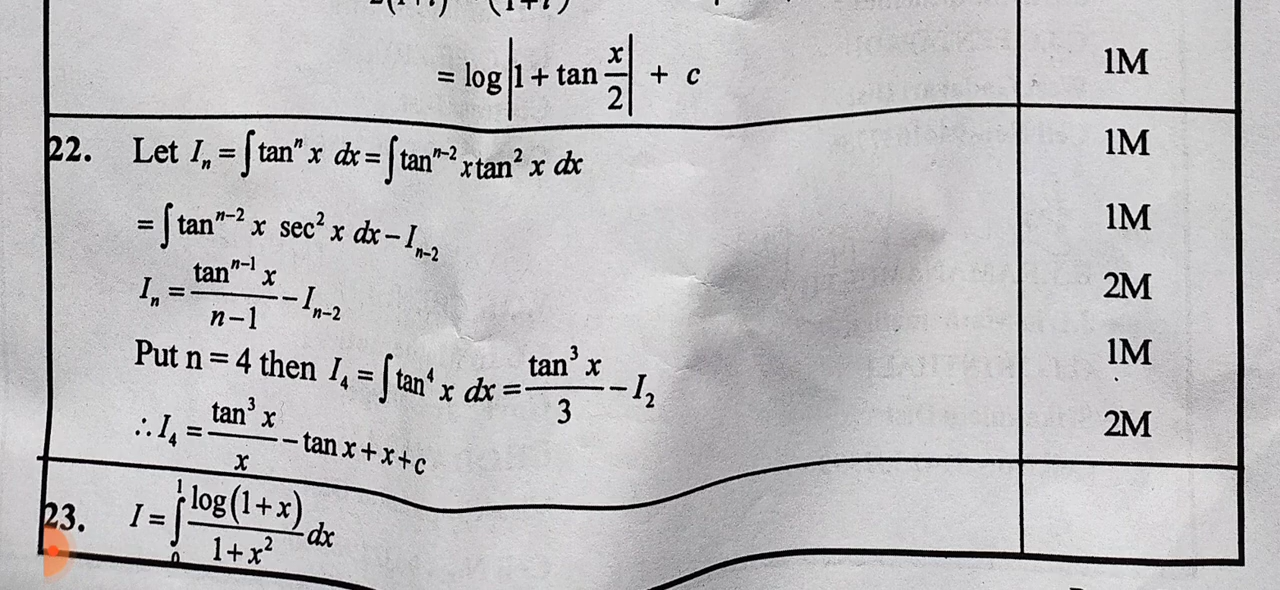 = log |1 + tan x/2| + c 1M
22. Let Iₙ = ∫ tanⁿ x dx = ∫ tanⁿ⁻² x tan² x dx 1M
= ∫ tanⁿ⁻² x sec² x dx – Iₙ₋₂ 1M
Iₙ = tanⁿ⁻¹ x / n–1 – Iₙ₋₂ 2M
Put n = 4 then I₄ = ∫ tan⁴ x dx = tan³ x / 3 – I₂ 1M
∴ I₄ = tan³ x / x – tan x + x + c 2M
23. I = ∫₀¹ log(1+x) / 1+x² dx